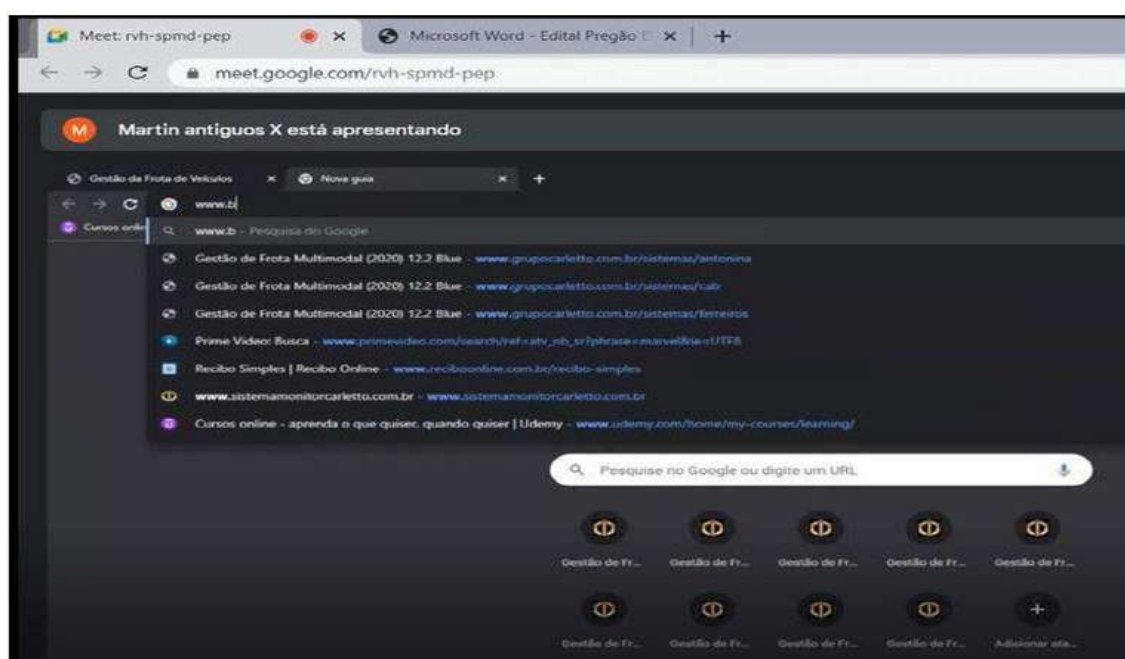 Meet: rvh-spmd-pep
Microsoft Word - Edital Pregão
meet.google.com/rvh-spmd-pep
M
Martin antiguos X está apresentando
Gestão da Frota de Veículos
Nova guia
www.b
Cursos onlin
www.b - Pesquisa do Google
Gestão de Frota Multimodal (2020) 12.2 Blue - www.grupocarletto.com.br/sistemas/antonina
Gestão de Frota Multimodal (2020) 12.2 Blue - www.grupocarletto.com.br/sistemas/cabr
Gestão de Frota Multimodal (2020) 12.2 Blue - www.grupocarletto.com.br/sistemas/ferreiros
Prime Video: Busca - www.primevideo.com/search/ref=atv_nb_sr?phrase=marvel&ie=UTF8
Recibo Simples | Recibo Online - www.reciboonline.com.br/recibo-simples
www.sistemamonitorcarletto.com.br - www.sistemamonitorcarletto.com.br
Cursos online - aprenda o que quiser, quando quiser | Udemy - www.udemy.com/home/my-courses/learning/
Pesquise no Google ou digite um URL
Gestão de Fr... Gestão de Fr... Gestão de Fr... Gestão de Fr... Gestão de Fr...
Gestão de Fr... Gestão de Fr... Gestão de Fr... Gestão de Fr... Adicionar ata...